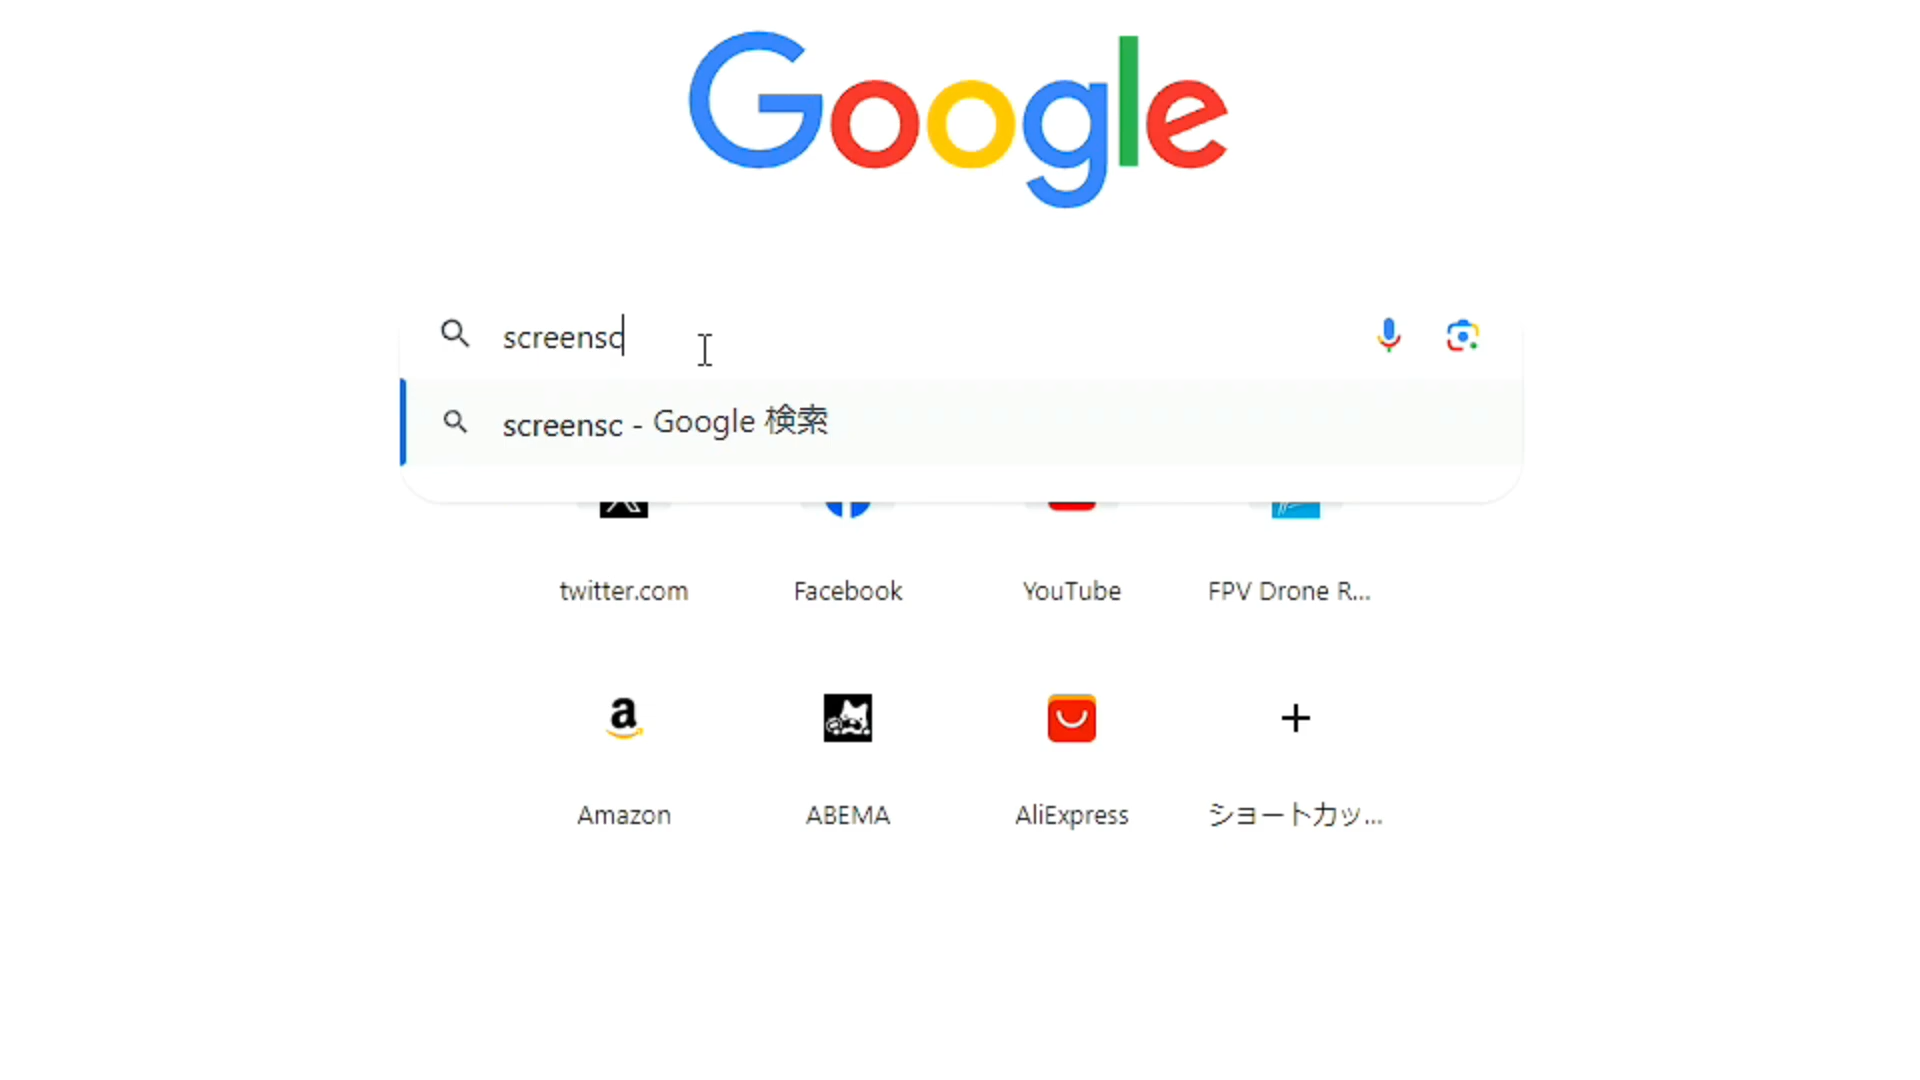 Google
screensc
screensc - Google 検索
twitter.com
Facebook
YouTube
FPV Drone R...
a
Amazon
ABEMA
AliExpress
ショートカッ...